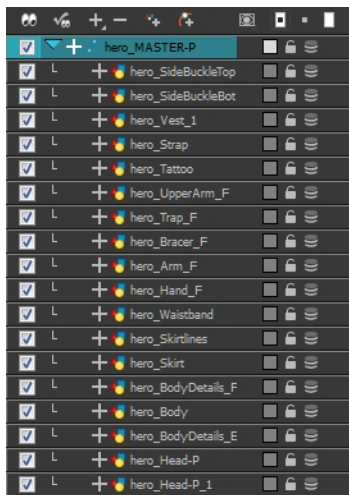 hero_MASTER-P
hero_SideBuckleTop
hero_SideBuckleBot
hero_Vest_1
hero_Strap
hero_Tattoo
hero_UpperArm_F
hero_Trap_F
hero_Bracer_F
hero_Arm_F
hero_Hand_F
hero_Waistband
hero_Skirtlines
hero_Skirt
hero_BodyDetails_F
hero_Body
hero_BodyDetails_E
hero_Head-P
hero_Head-P_1